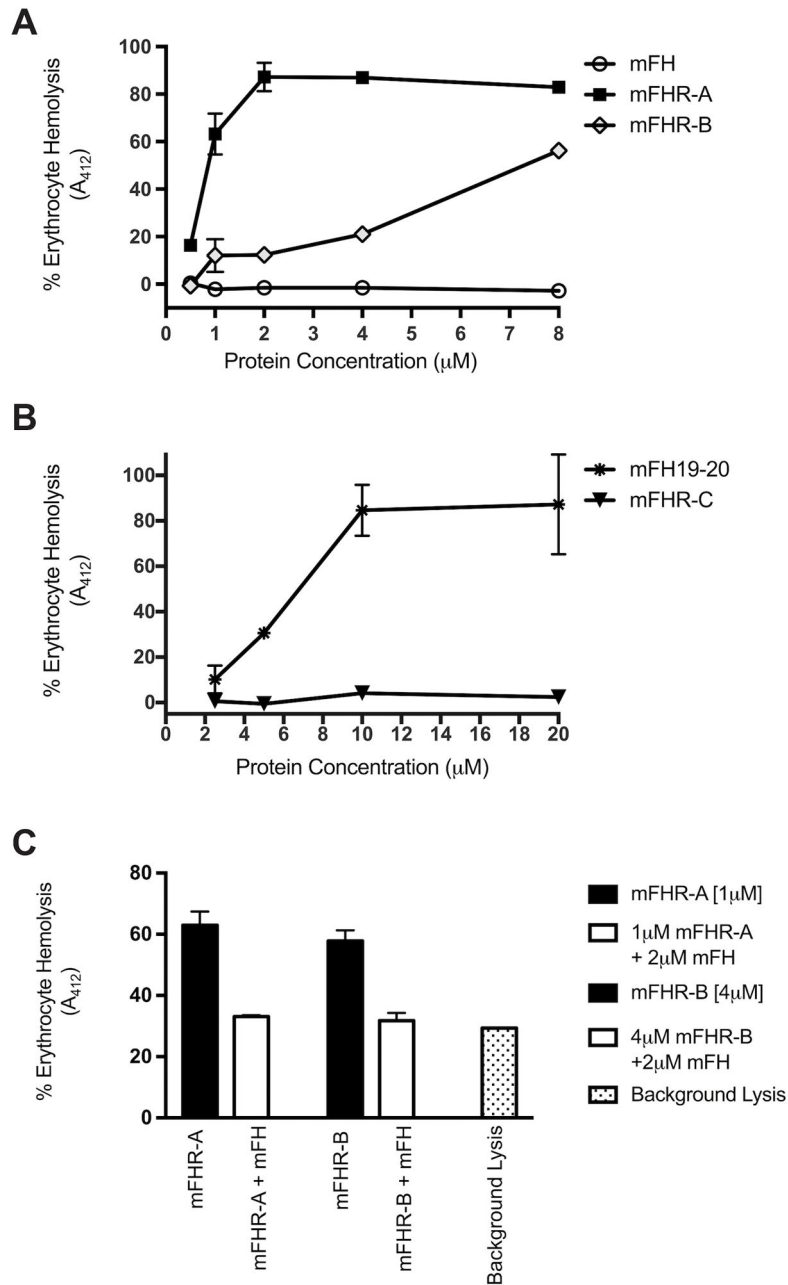 A
% Erythrocyte Hemolysis
(A412)
100
80
60
40
20
0
0 1 2 3 4 5 6 7 8
Protein Concentration (μM)
mFH
mFHR-A
mFHR-B
B
% Erythrocyte Hemolysis
(A412)
100
80
60
40
20
0
0 2 4 6 8 10 12 14 16 18 20
Protein Concentration (μM)
mFH19-20
mFHR-C
C
% Erythrocyte Hemolysis
(A412)
80
60
40
20
0
mFHR-A
mFHR-A + mFH
mFHR-B
mFHR-B + mFH
Background Lysis
mFHR-A [1μM]
1μM mFHR-A
+ 2μM mFH
mFHR-B [4μM]
4μM mFHR-B
+2μM mFH
Background Lysis